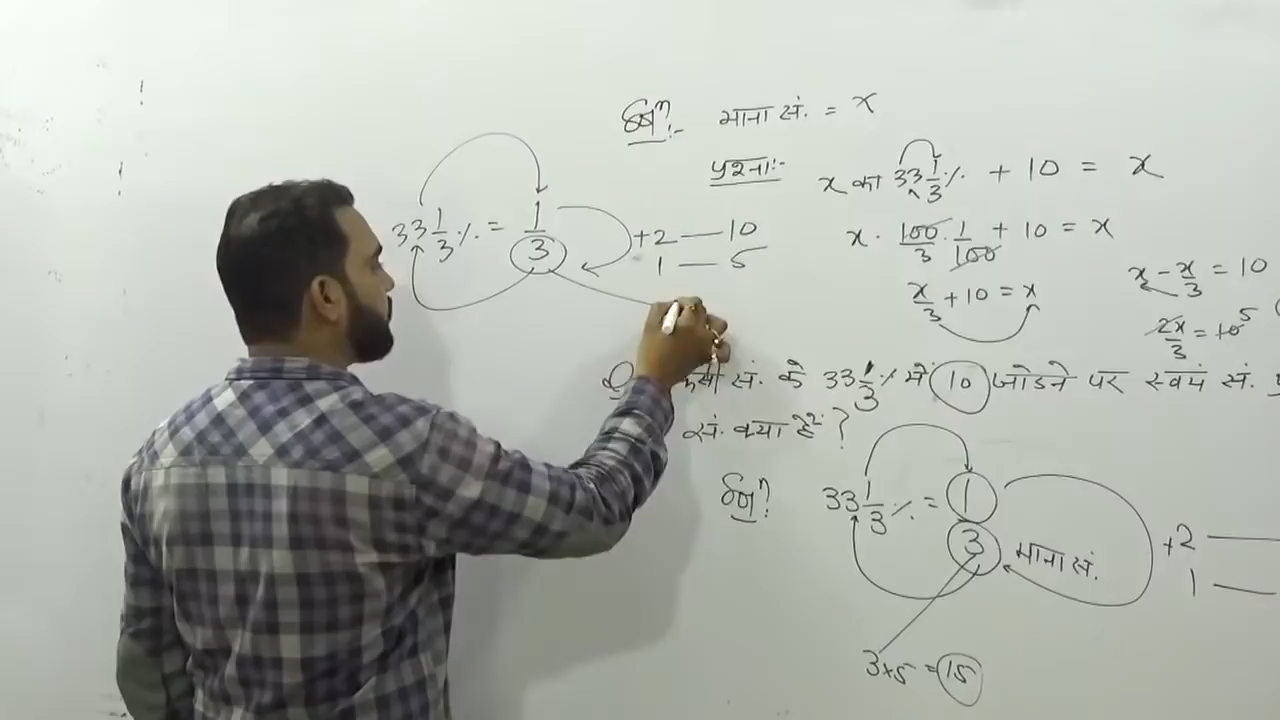 माना सं. = x
प्रश्ना:-
x का 33 1/3 % + 10 = x
x · 100/3 · 1/100 + 10 = x
x/3 + 10 = x
x - x/3 = 10
2x/3 = 10 5
33 1/3 % = 1/3
+2 — 10
1 — 5
Q सं. के 33 1/3 % में 10 जोडने पर स्वयं सं.
सं. क्या है ?
33 1/3 % = 1/3 माना सं.
+2 —
1 —
3×5 = 15